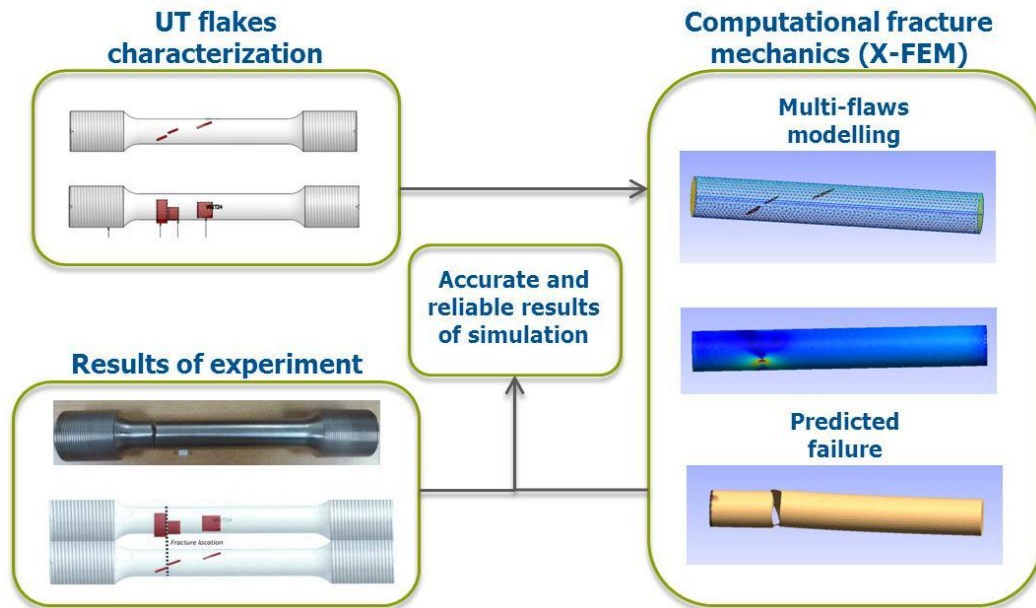 UT flakes
characterization
Computational fracture
mechanics (X-FEM)
Multi-flaws
modelling
Accurate and
reliable results
of simulation
Results of experiment
Predicted
failure
Fracture location